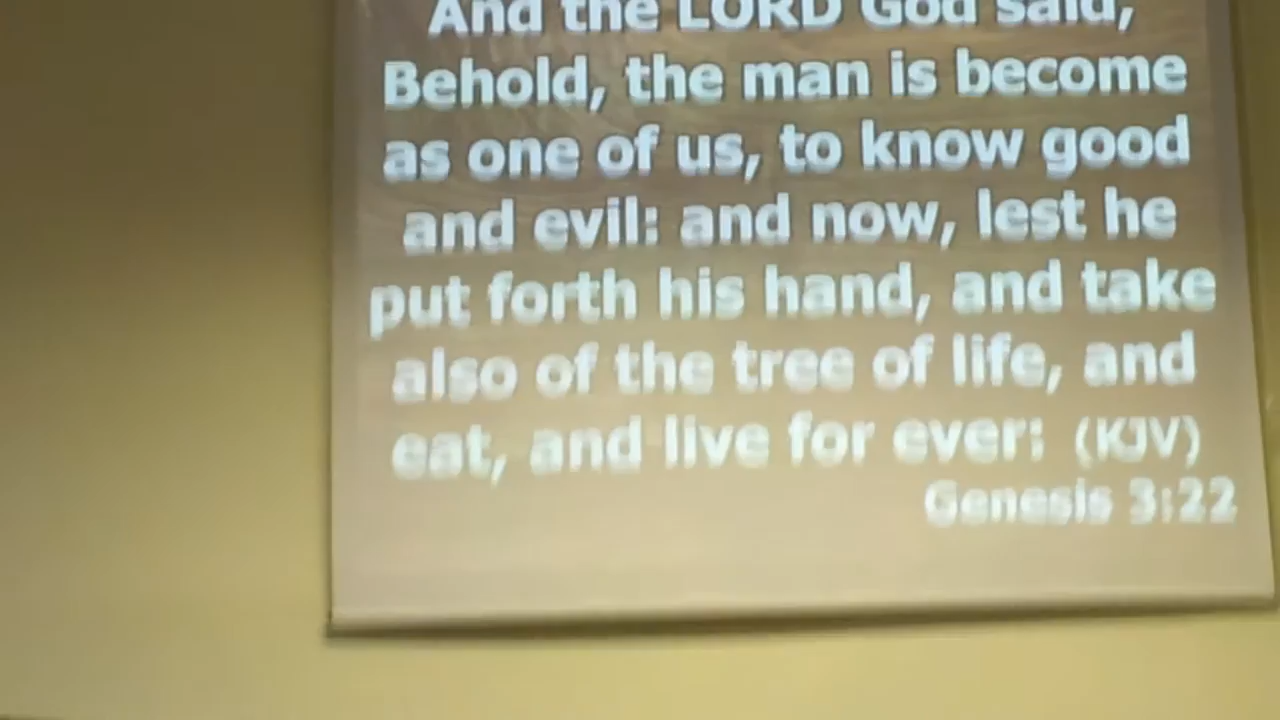 And the LORD God said,
Behold, the man is become
as one of us, to know good
and evil: and now, lest he
put forth his hand, and take
also of the tree of life, and
eat, and live for ever: (KJV)
Genesis 3:22